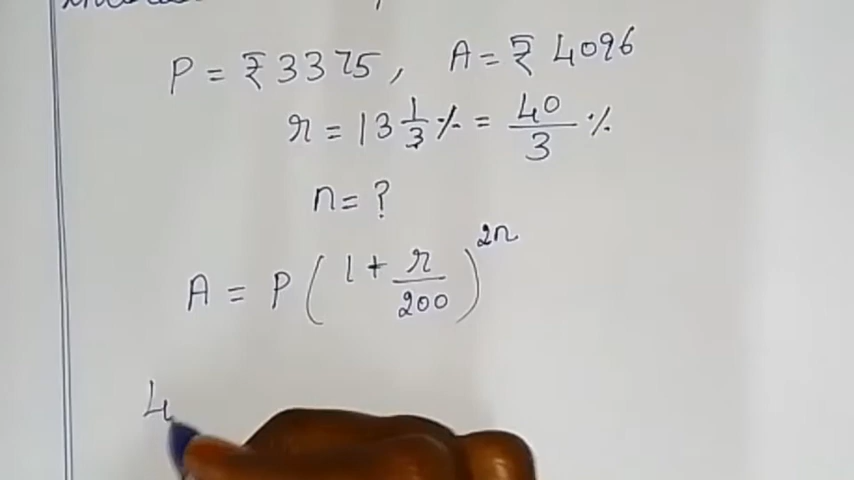 P = ₹ 3375, A = ₹ 4096
r = 13 1/3 % = 40/3 %
n = ?
A = P ( 1 + r/200 )^2n
4